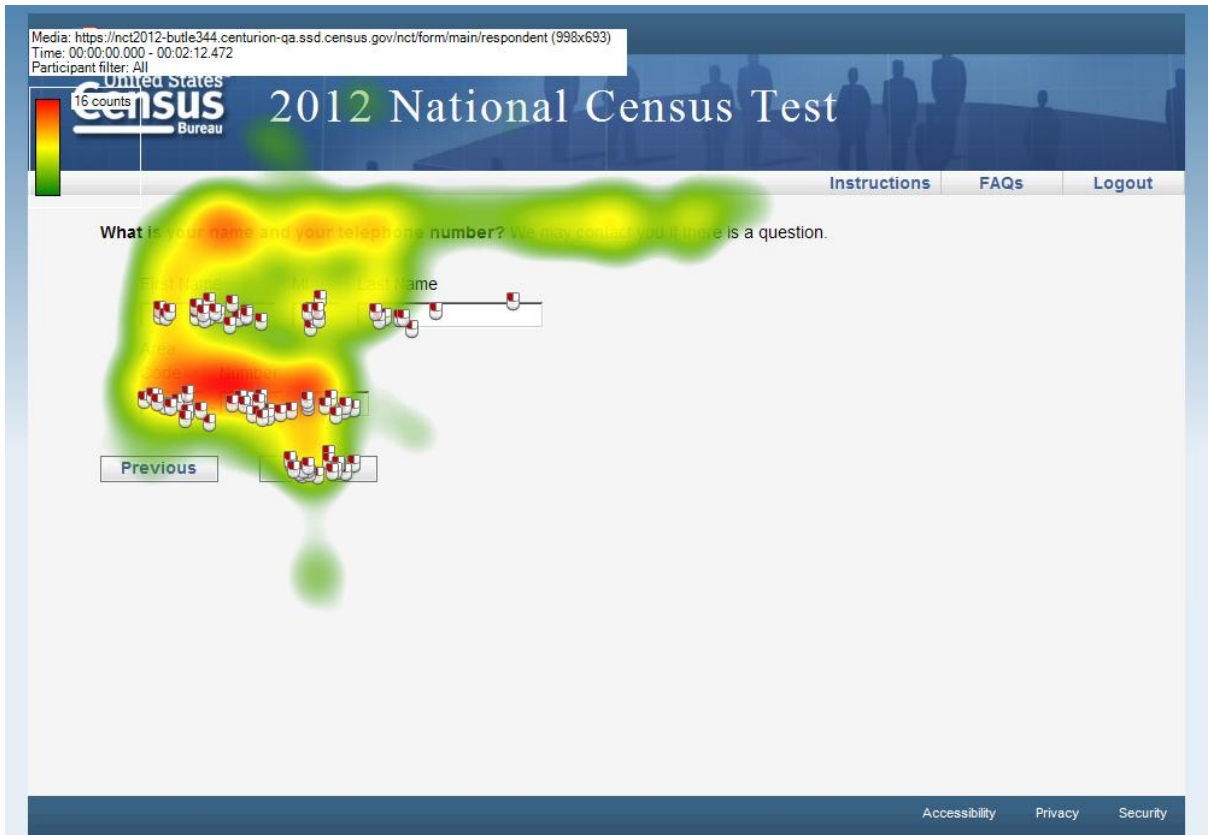 Media: https://nct2012-butle344.centurion-qa.ssd.census.gov/nct/form/main/respondent (998x693)
Time: 00:00:00.000 - 00:02:12.472
Participant filter: All
United States
Census
Bureau
16 counts
2012 National Census Test
Instructions FAQs Logout
What is your name and your telephone number? We may contact you if there is a question.
First Name MI Last Name
Area
Code Number
Previous
Accessibility Privacy Security